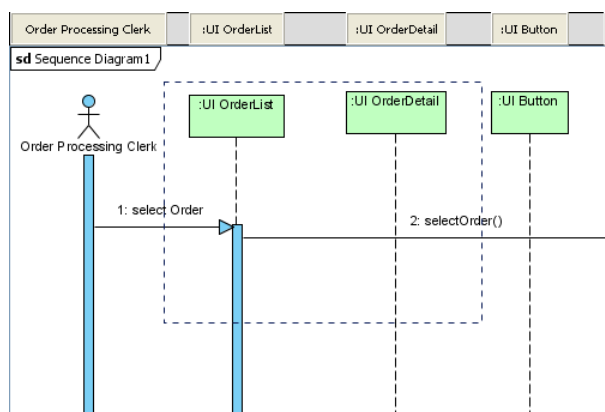 Order Processing Clerk :UI OrderList :UI OrderDetail :UI Button
sd Sequence Diagram1
:UI OrderList :UI OrderDetail :UI Button
Order Processing Clerk
1: select Order
2: selectOrder()